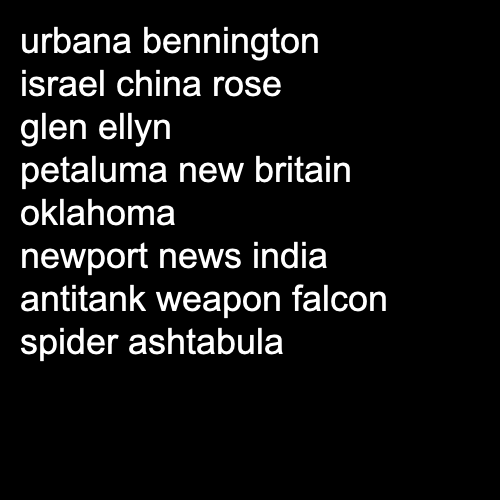 urbana bennington
israel china rose
glen ellyn
petaluma new britain
oklahoma
newport news india
antitank weapon falcon
spider ashtabula